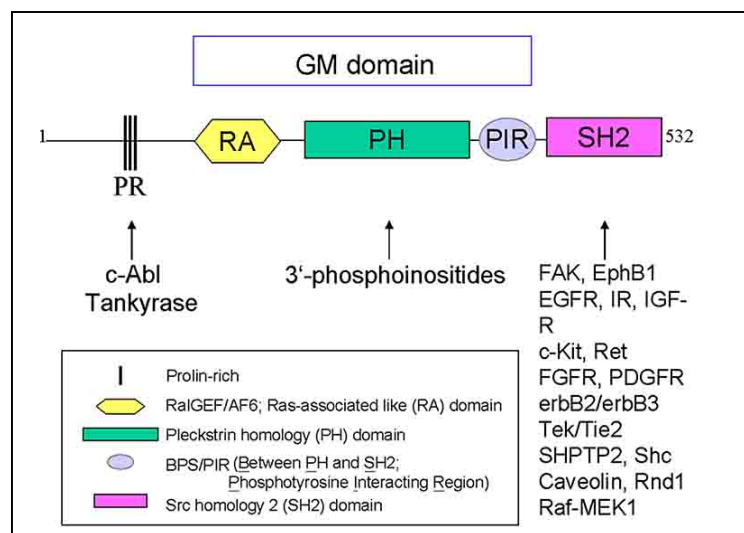 GM domain
1 RA PH PIR SH2 532
PR
c-Abl
Tankyrase
3'-phosphoinositides
FAK, EphB1
EGFR, IR, IGF-
R
c-Kit, Ret
FGFR, PDGFR
erbB2/erbB3
Tek/Tie2
SHPTP2, Shc
Caveolin, Rnd1
Raf-MEK1
Prolin-rich
RalGEF/AF6; Ras-associated like (RA) domain
Pleckstrin homology (PH) domain
BPS/PIR (Between PH and SH2;
Phosphotyrosine Interacting Region)
Src homology 2 (SH2) domain